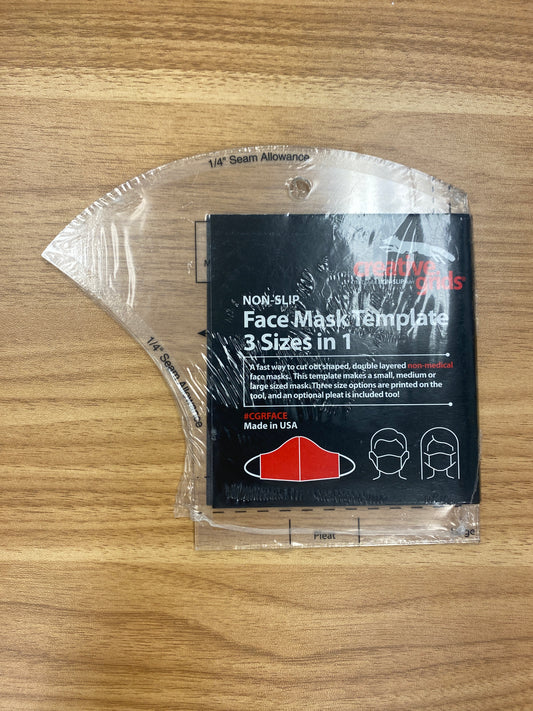 1/4" Seam Allowance
creative
grids®
NON-SLIP
NON-SLIP
Face Mask Template
3 Sizes in 1
A fast way to cut out shaped, double layered non-medical
face masks. This template makes a small, medium or
large sized mask. Three size options are printed on the
tool, and an optional pleat is included too!
#CGRFACE
Made in USA
1/4" Seam Allowance
Pleat